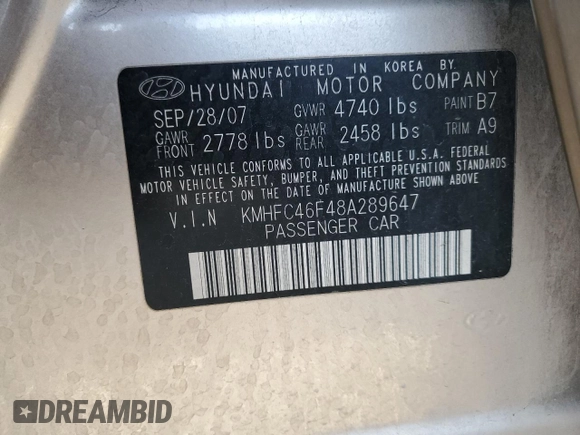 MANUFACTURED IN KOREA BY.
HYUNDAI MOTOR COMPANY
SEP/28/07 GVWR 4740 lbs PAINT B7
GAWR FRONT 2778 lbs GAWR REAR 2458 lbs TRIM A9
THIS VEHICLE CONFORMS TO ALL APPLICABLE U.S.A. FEDERAL
MOTOR VEHICLE SAFETY, BUMPER, AND THEFT PREVENTION STANDARDS
IN EFFECT ON THE DATE OF MANUFACTURE SHOWN ABOVE.
V.I.N KMHFC46F48A289647
PASSENGER CAR
DREAMBID